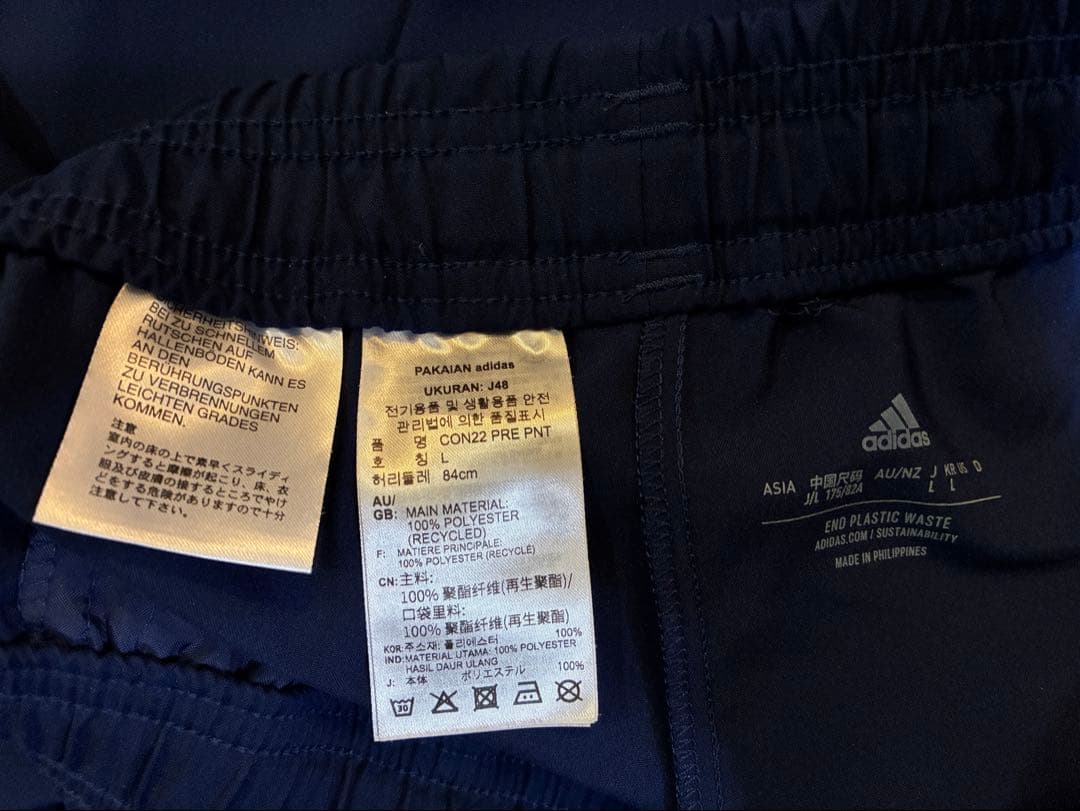 BEI ZU SCHNELLEM
RUTSCHEN AUF
HALLENBÖDEN KANN ES
AN DEN
BERÜHRUNGSPUNKTEN
ZU VERBRENNUNGEN
LEICHTEN GRADES
KOMMEN.
注意
室内の床の上で素早くスライディ
ングすると摩擦が起こり、床、衣
服及び皮膚の接するところでやけ
どをする危険がありますので十分
注意して下さい。
PAKAIAN adidas
UKURAN: J48
전기용품 및 생활용품 안전
관리법에 의한 품질표시
품 명 CON22 PRE PNT
호 칭 L
허리둘레 84cm
AU/
GB: MAIN MATERIAL:
100% POLYESTER
(RECYCLED)
F: MATIERE PRINCIPALE:
100% POLYESTER (RECYCLÉ)
CN: 主料:
100% 聚酯纤维(再生聚酯)/
口袋里料:
100% 聚酯纤维(再生聚酯)
KOR: 주소재: 폴리에스터 100%
IND: MATERIAL UTAMA: 100% POLYESTER
HASIL DAUR ULANG
J: 本体 ポリエステル 100%
30
adidas
ASIA 中国尺码 AU/NZ J KR US D
J/L 175/82A L L
END PLASTIC WASTE
ADIDAS.COM / SUSTAINABILITY
MADE IN PHILIPPINES